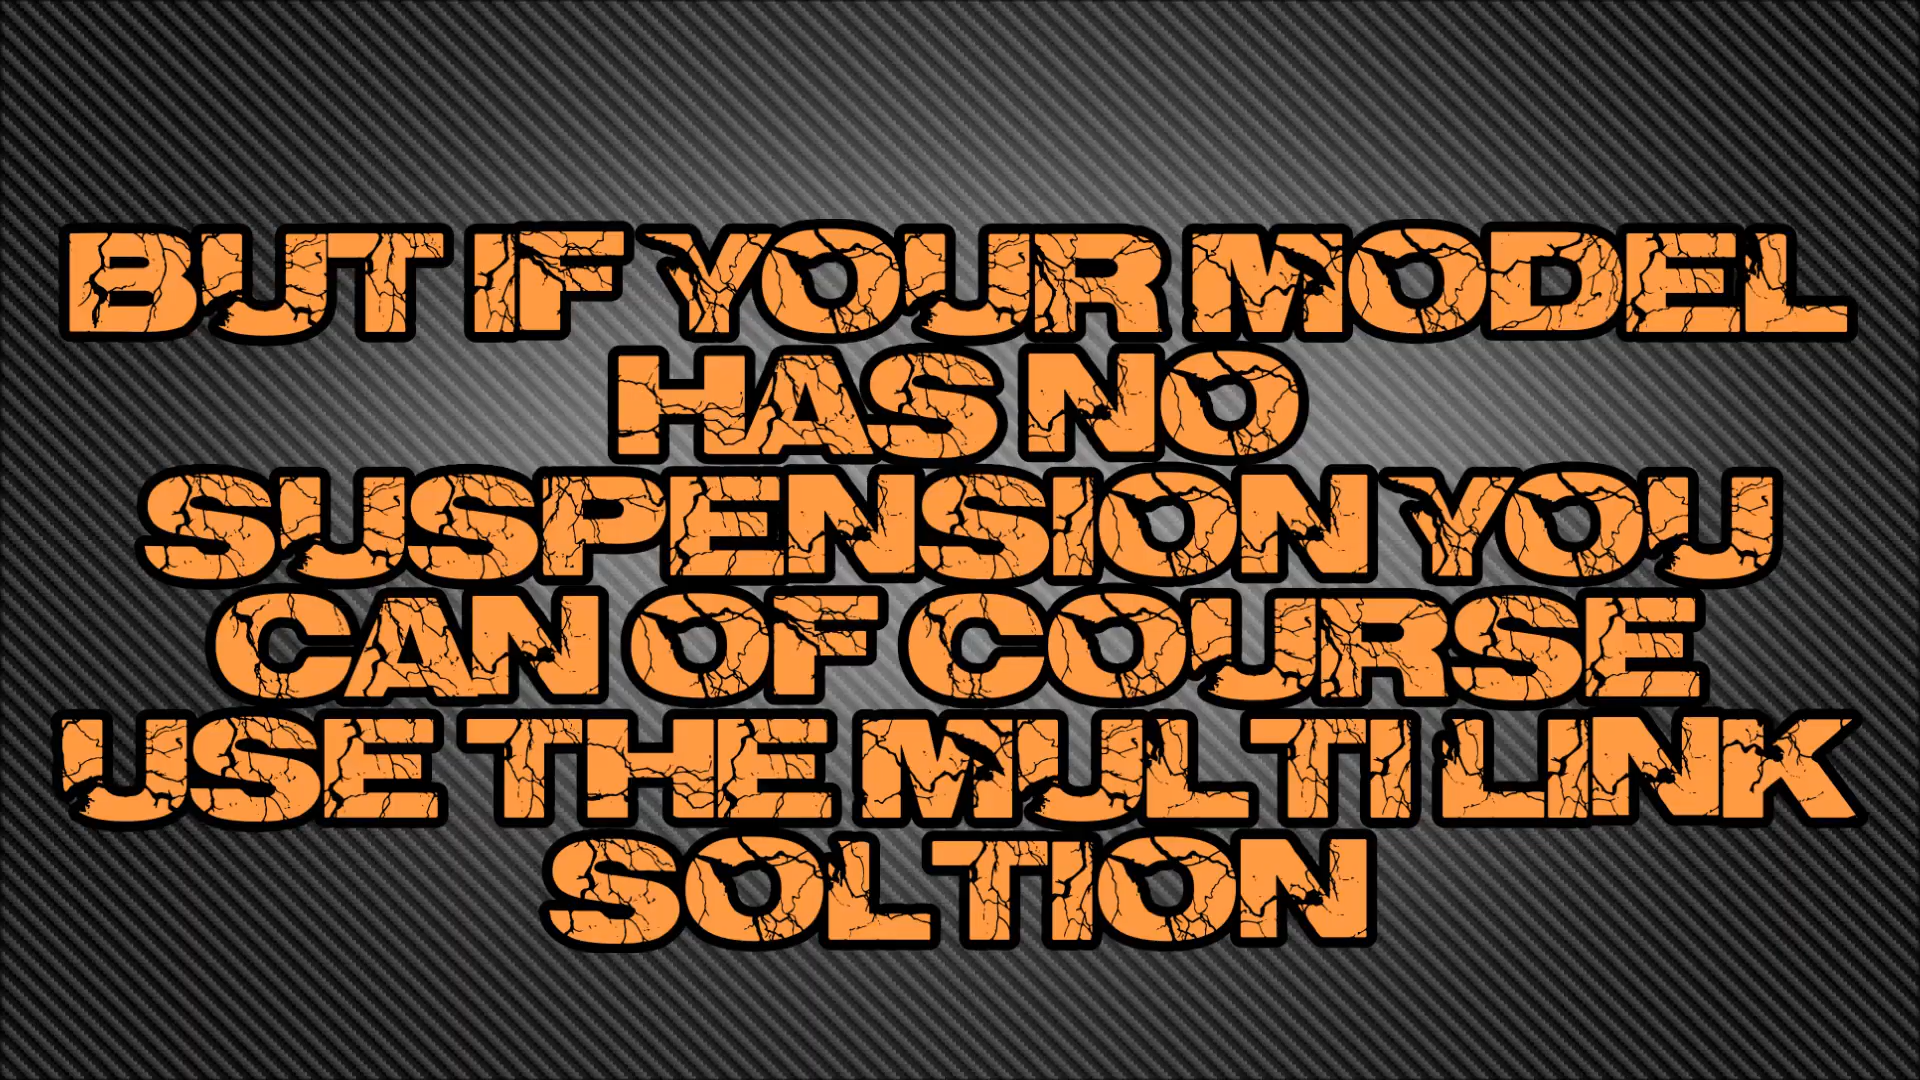 BUT IF YOUR MODEL
HAS NO
SUSPENSION YOU
CAN OF COURSE
USE THE MULTI LINK
SOLTION